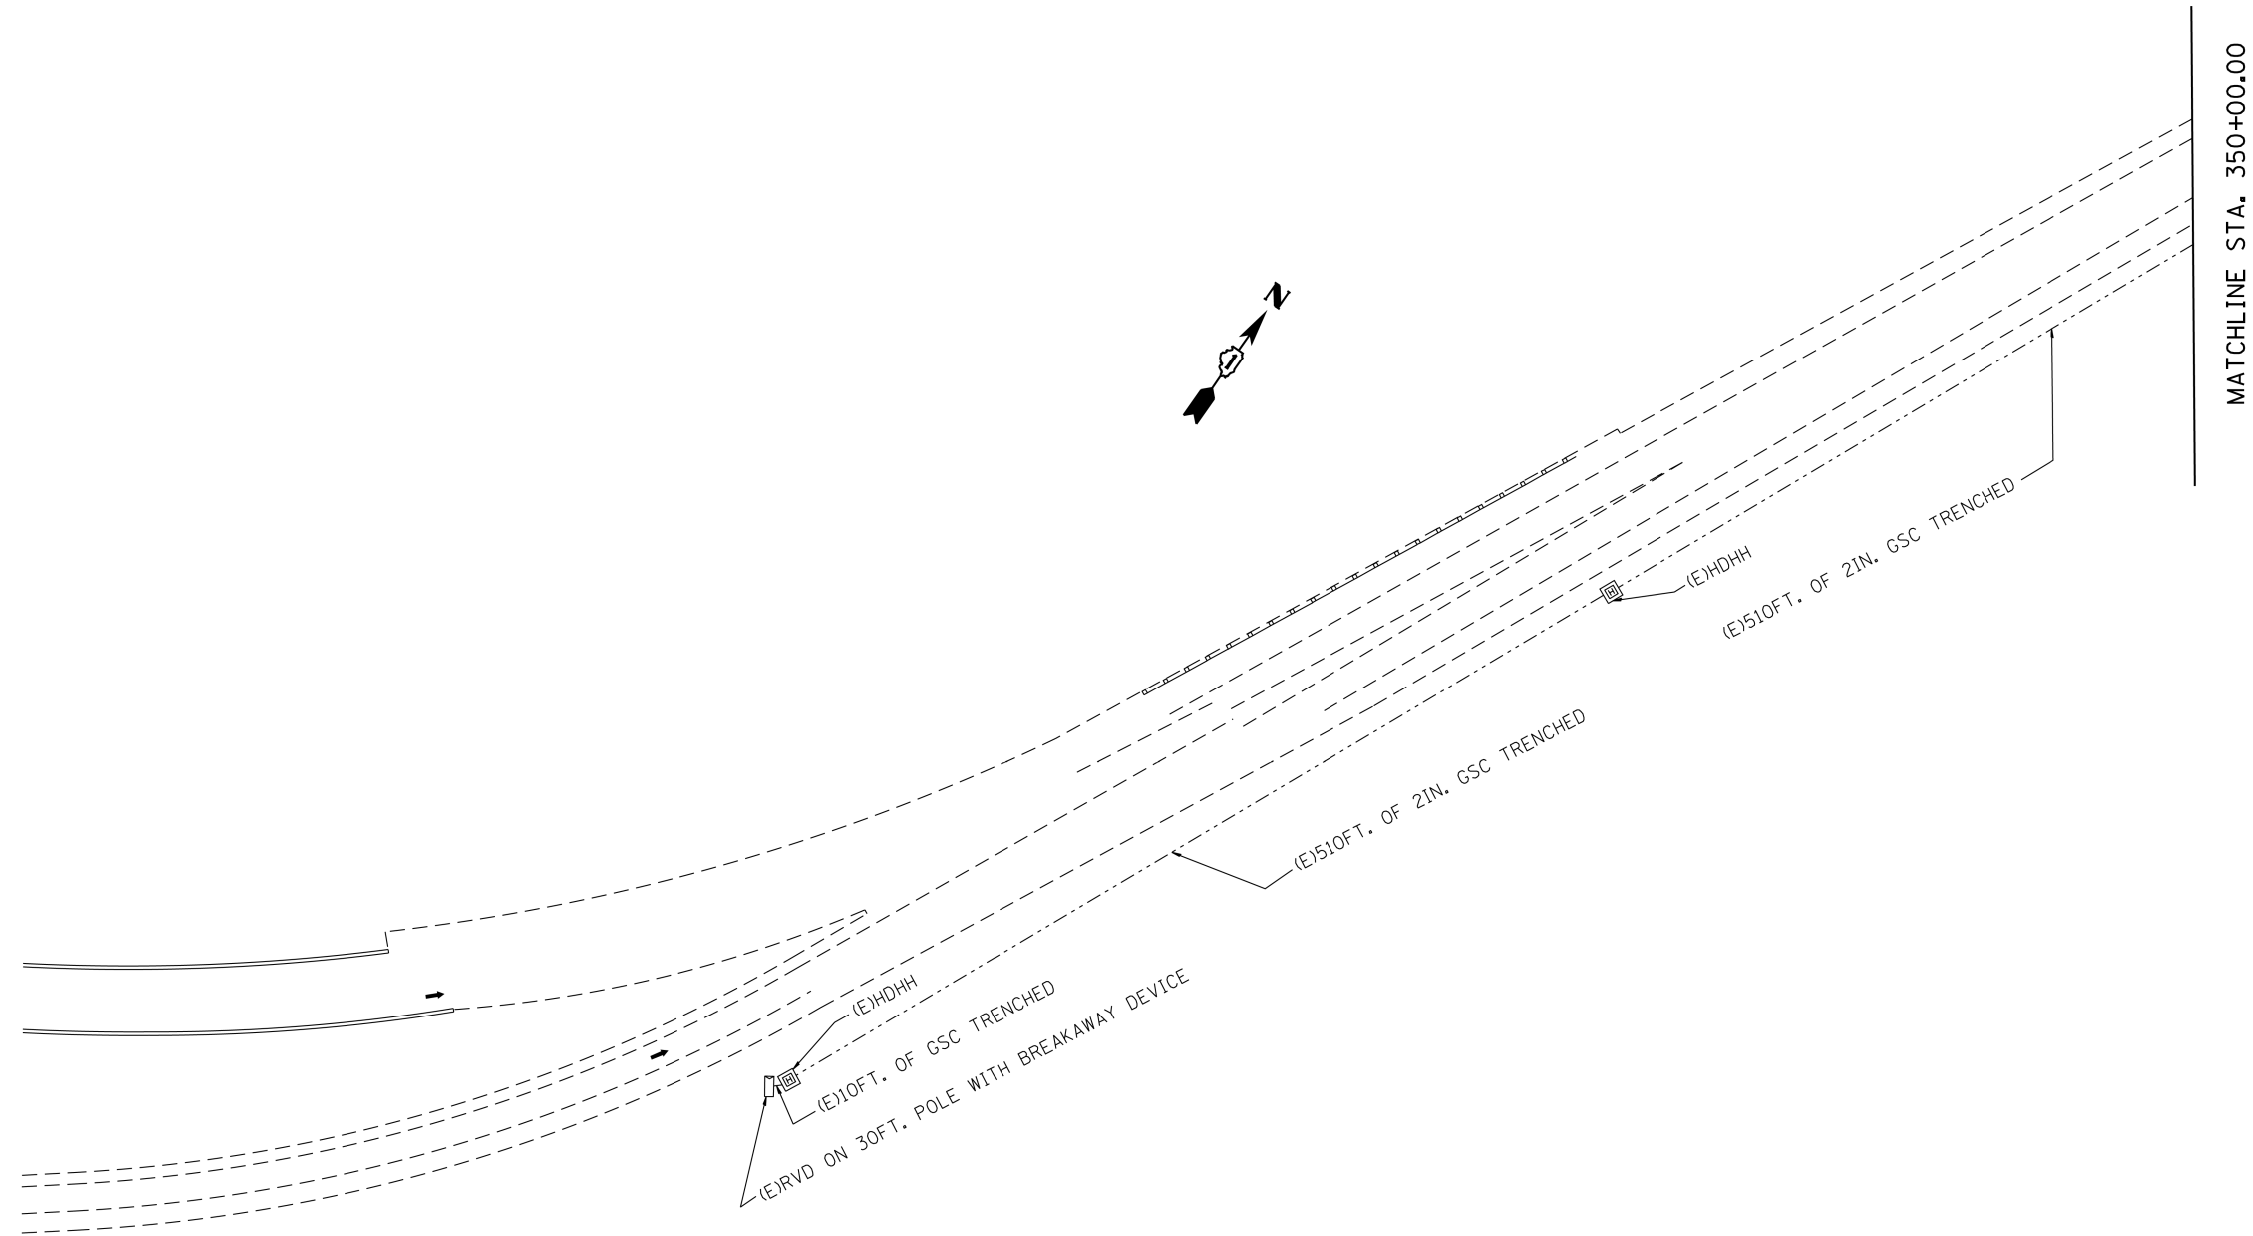 MATCHLINE STA. 350+00.00
N
(E)510FT. OF 2IN. GSC TRENCHED
(E)HDHH
H
(E)510FT. OF 2IN. GSC TRENCHED
(E)HDHH
H
(E)10FT. OF GSC TRENCHED
(E)RVD ON 30FT. POLE WITH BREAKAWAY DEVICE